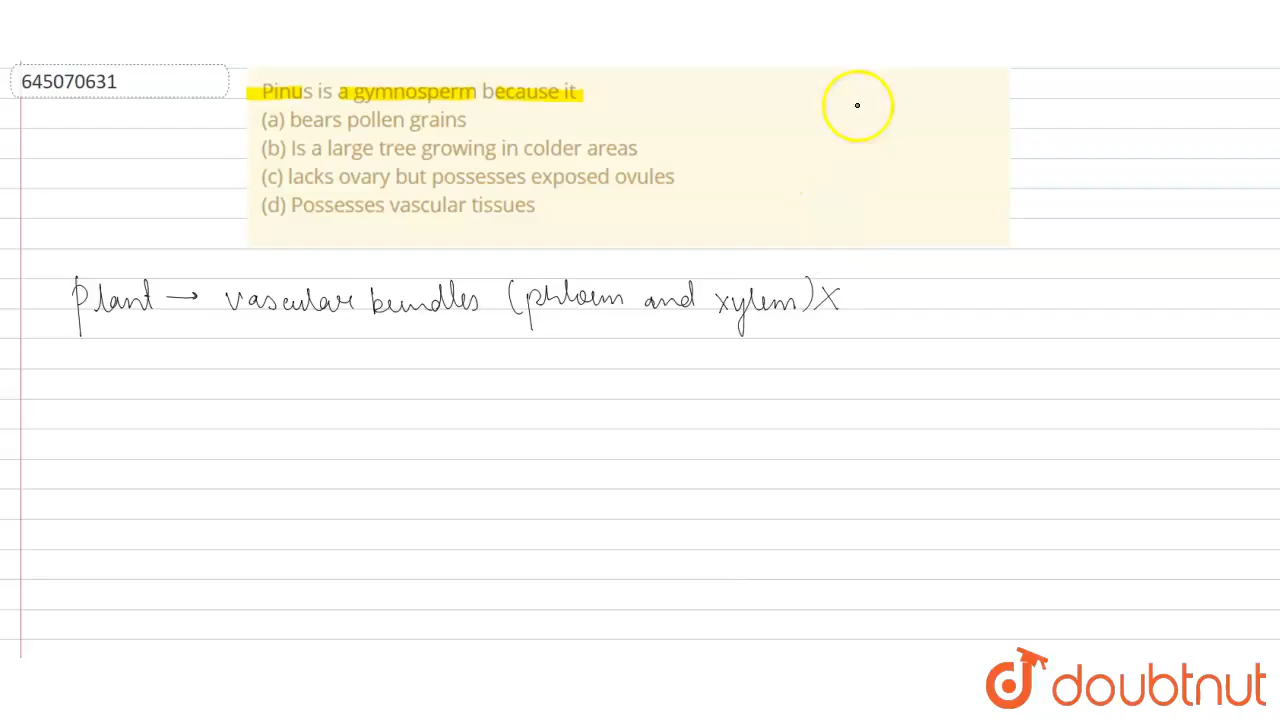 645070631
Pinus is a gymnosperm because it
(a) bears pollen grains
(b) Is a large tree growing in colder areas
(c) lacks ovary but possesses exposed ovules
(d) Possesses vascular tissues
plant → vascular bundles (phloem and xylem) X
doubtnut